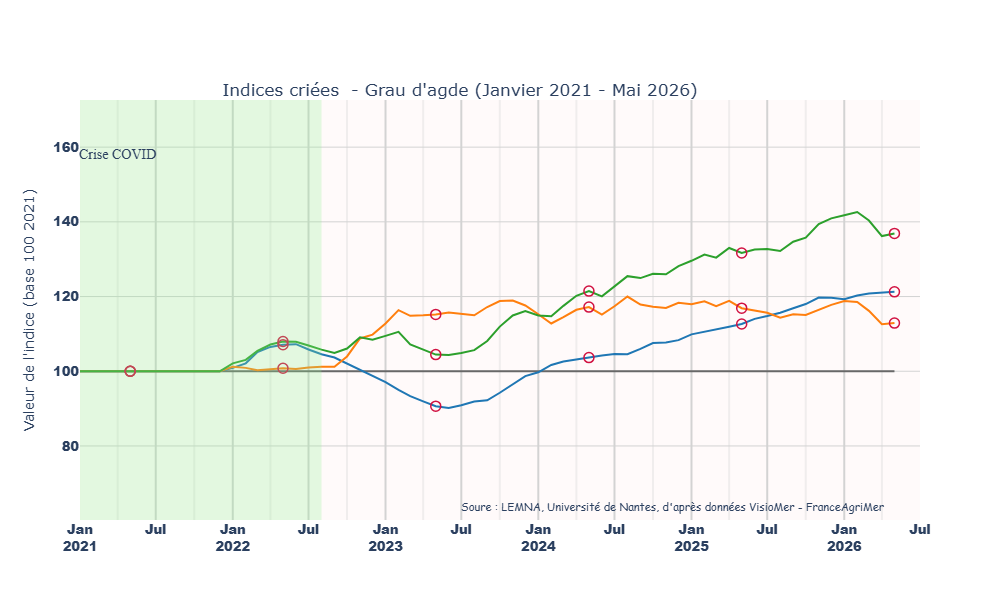 Indices criées - Grau d'agde (Janvier 2021 - Mai 2026)
Valeur de l'indice (base 100 2021)
160
Crise COVID
140
120
100
80
Soure : LEMNA, Université de Nantes, d'après données VisioMer - FranceAgriMer
Jan Jul Jan Jul Jan Jul Jan Jul Jan Jul Jan Jul
2021 2022 2023 2024 2025 2026